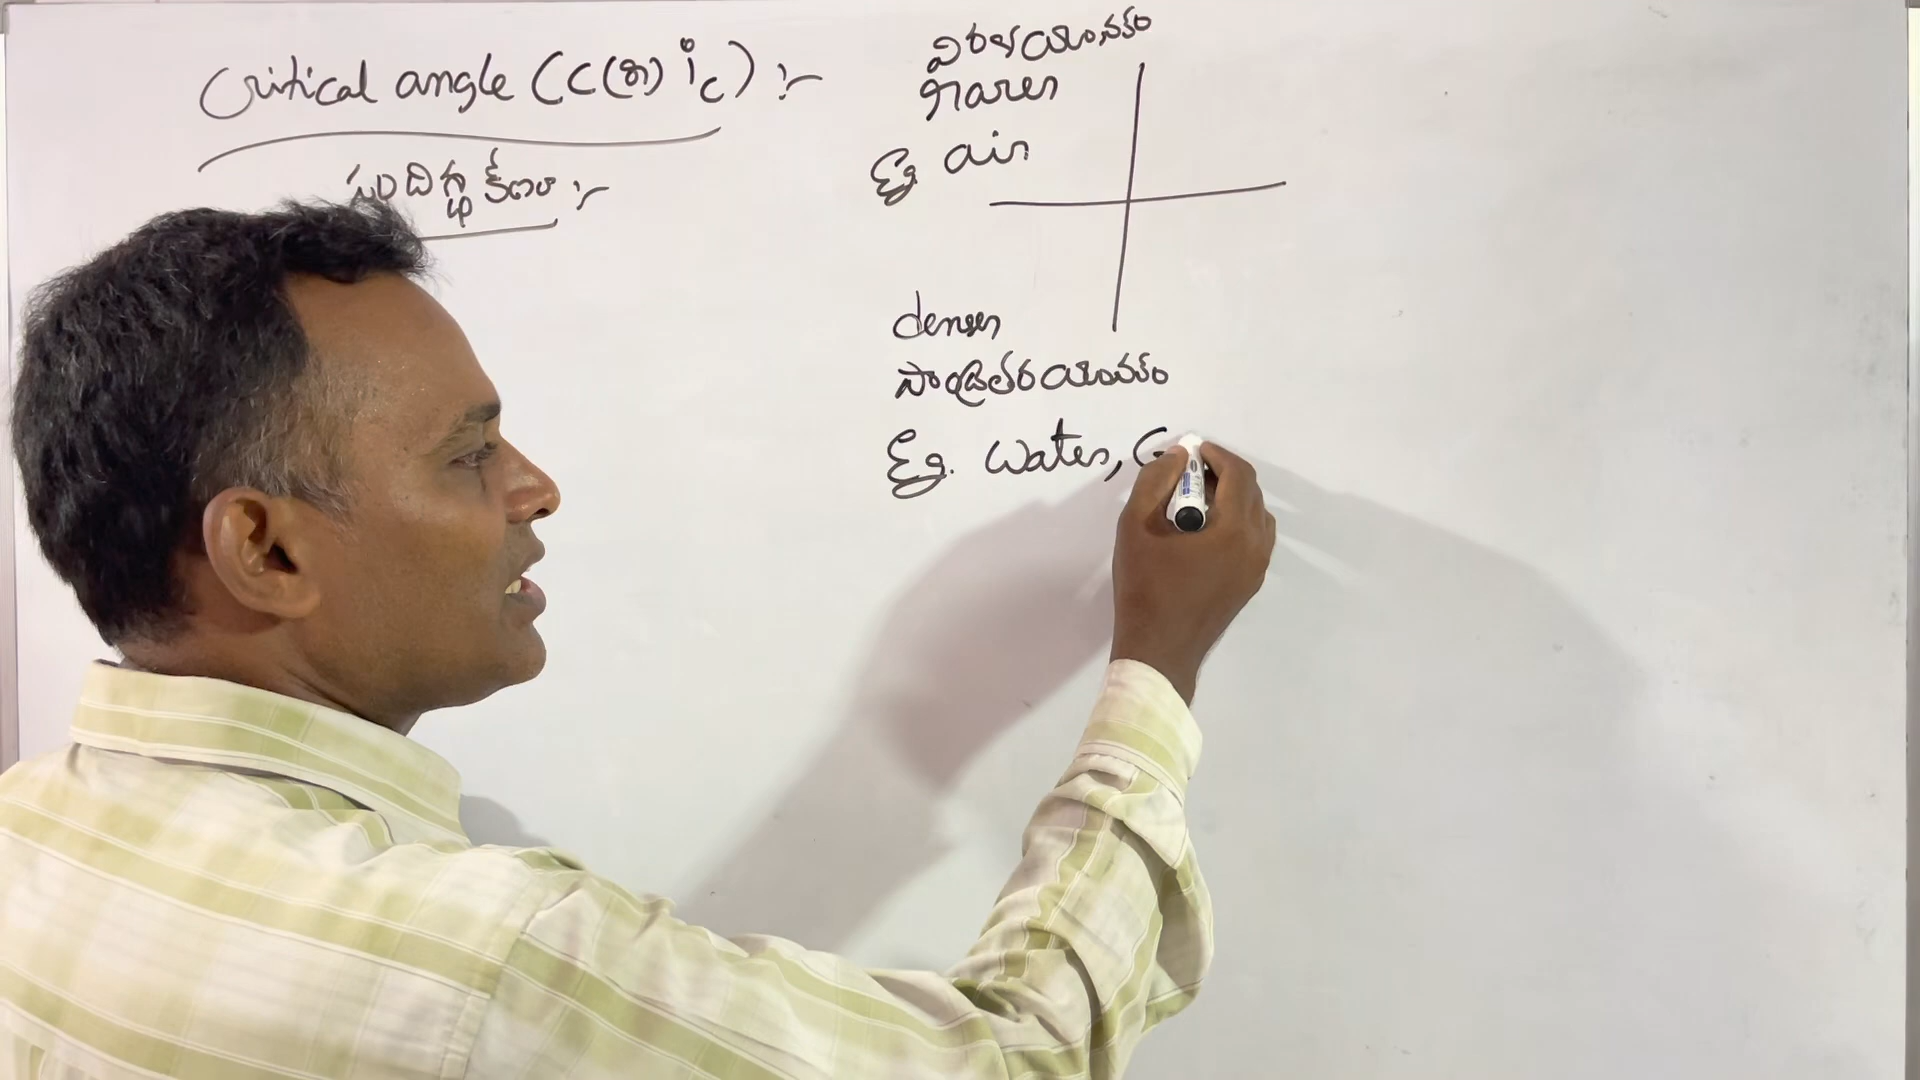 Critical angle (C(or) ic) :-
సందిగ్ధ కోణం :-
విరళయానకం
rarer
Eg. air
denser
సాంద్రతర యానకం
Eg. Water, G